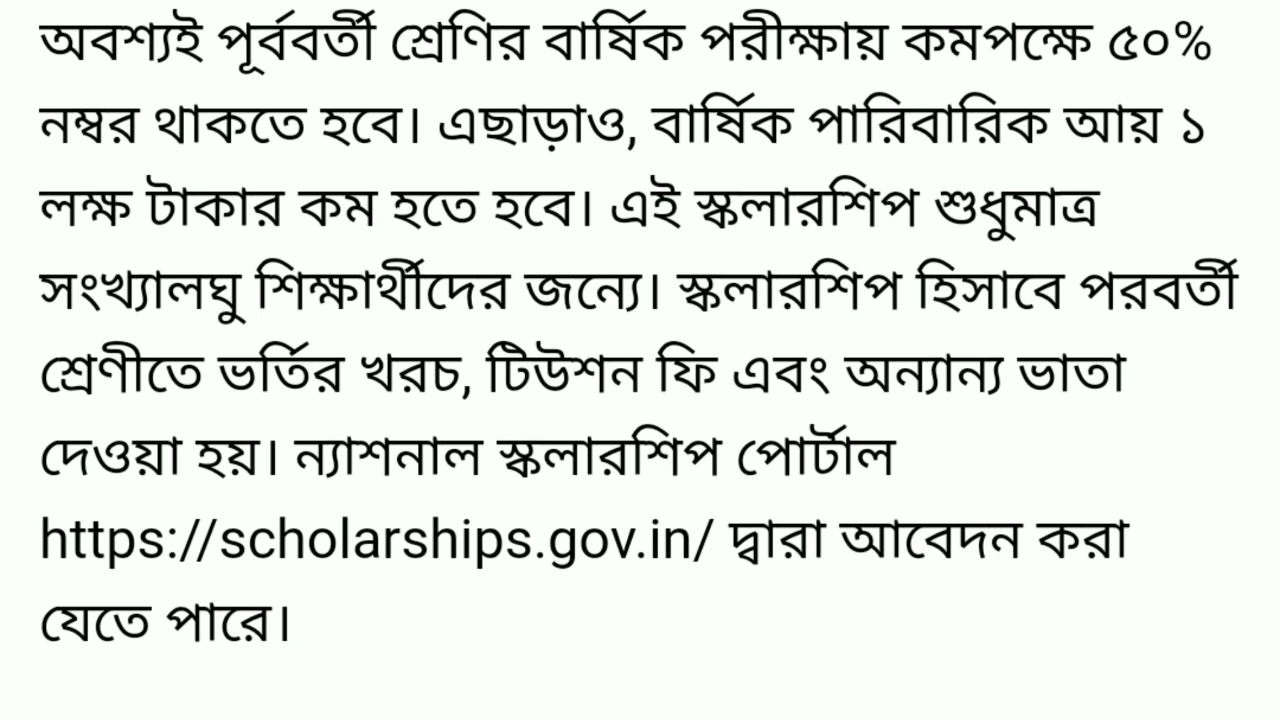 অবশ্যই পূর্ববর্তী শ্রেণির বার্ষিক পরীক্ষায় কমপক্ষে ৫০%
নম্বর থাকতে হবে। এছাড়াও, বার্ষিক পারিবারিক আয় ১
লক্ষ টাকার কম হতে হবে। এই স্কলারশিপ শুধুমাত্র
সংখ্যালঘু শিক্ষার্থীদের জন্যে। স্কলারশিপ হিসাবে পরবর্তী
শ্রেণীতে ভর্তির খরচ, টিউশন ফি এবং অন্যান্য ভাতা
দেওয়া হয়। ন্যাশনাল স্কলারশিপ পোর্টাল
https://scholarships.gov.in/ দ্বারা আবেদন করা
যেতে পারে।